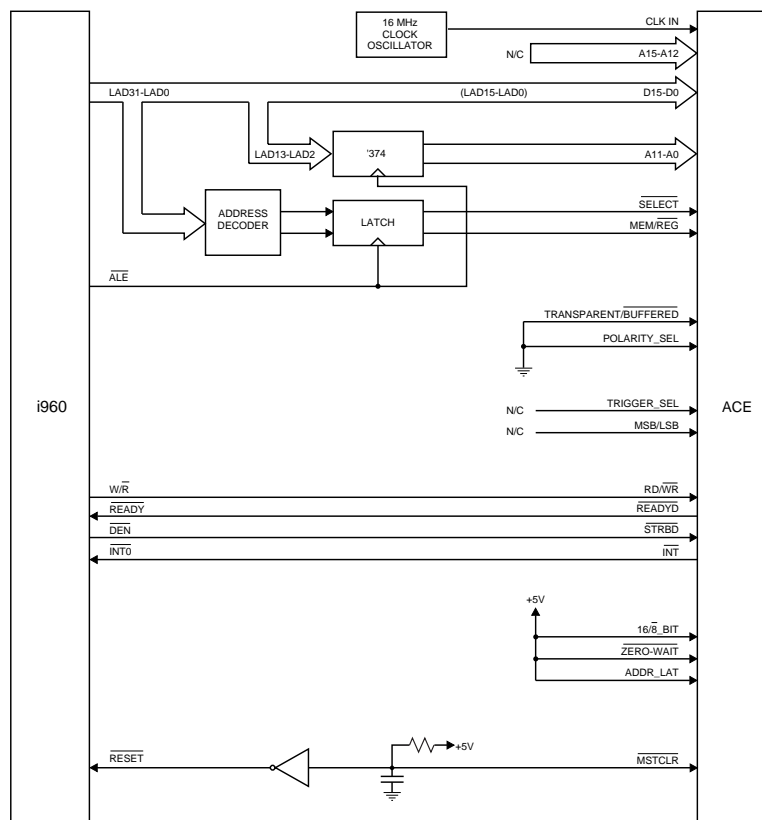 16 MHz
CLOCK
OSCILLATOR
CLK IN
N/C
A15-A12
LAD31-LAD0
(LAD15-LAD0)
D15-D0
LAD13-LAD2
'374
A11-A0
ADDRESS
DECODER
LATCH
SELECT
MEM/REG
ALE
TRANSPARENT/BUFFERED
POLARITY_SEL
i960
ACE
N/C
TRIGGER_SEL
N/C
MSB/LSB
W/R
RD/WR
READY
READYD
DEN
STRBD
INT0
INT
+5V
16/8_BIT
ZERO-WAIT
ADDR_LAT
+5V
RESET
MSTCLR